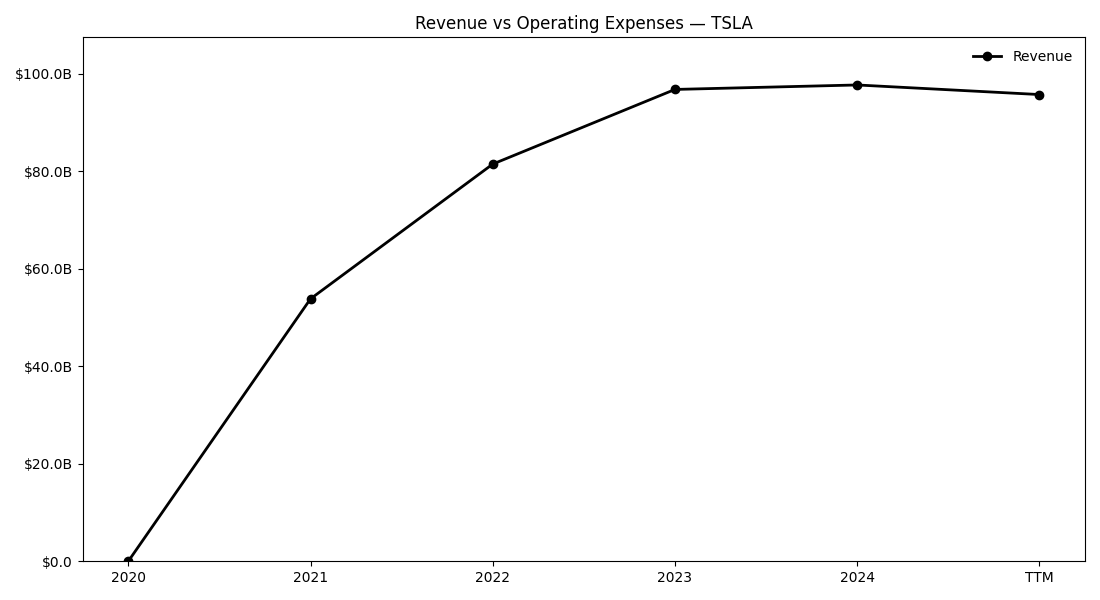 Revenue vs Operating Expenses — TSLA
Revenue
$100.0B
$80.0B
$60.0B
$40.0B
$20.0B
$0.0
2020 2021 2022 2023 2024 TTM